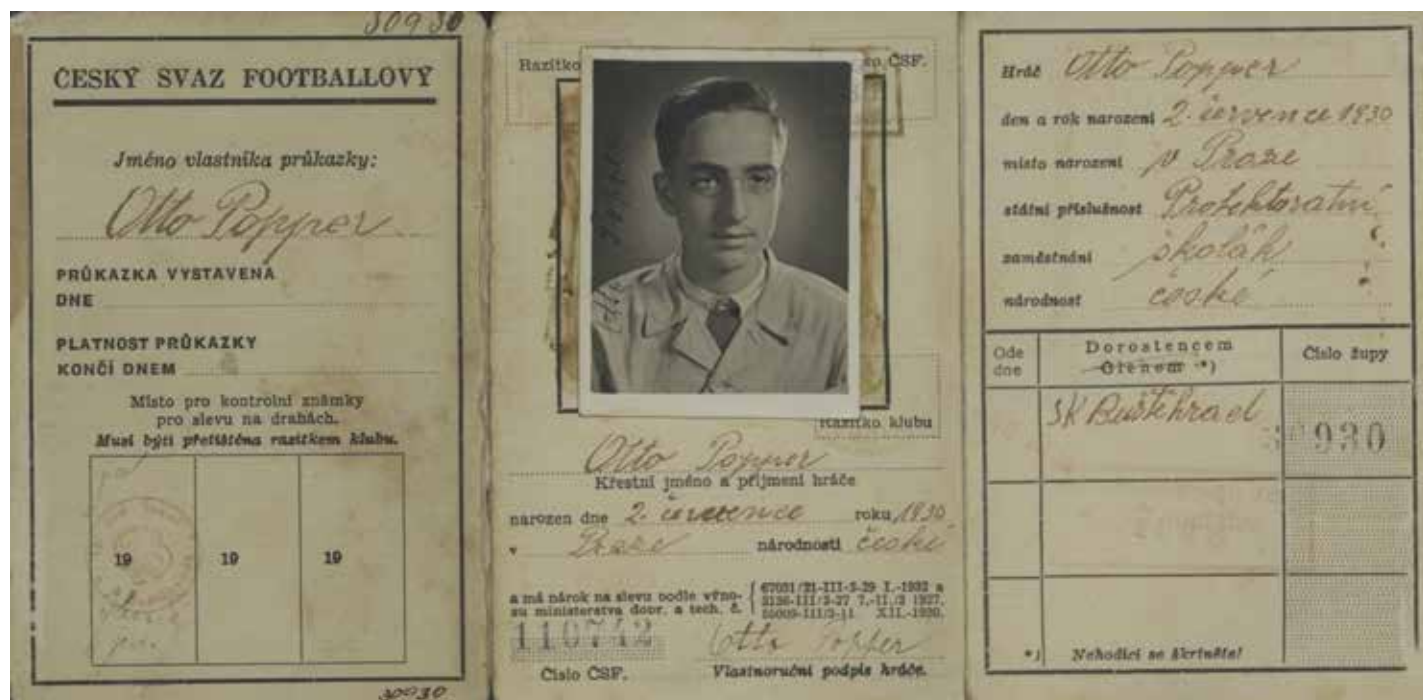 30930
ČESKÝ SVAZ FOOTBALLOVÝ
Jméno vlastníka průkazky:
Otto Popper
PRŮKAZKA VYSTAVENA
DNE
PLATNOST PRŮKAZKY
KONČÍ DNEM
Místo pro kontrolní známky
pro slevu na drahách.
Musí býti přetištěna razítkem klubu.
19 19 19
30930
Razítko ČSF.
Razítko klubu
Otto Popper
Křestní jméno a příjmení hráče
narozen dne 2. července roku 1930
v Praze národnosti české
a má nárok na slevu podle výno-
su ministerstva dopr. a tech. č.
110742
Číslo ČSF.
Otto Popper
Vlastnoruční podpis hráče.
Hráč Otto Popper
den a rok narození 2. července 1930
místo narození v Praze
státní příslušnost Protektorátní
zaměstnání školák
národnost české
Ode dne
Dorostencem
Členem *)
Číslo župy
SK Buštěhrad
930
*) Nehodící se škrtněte!